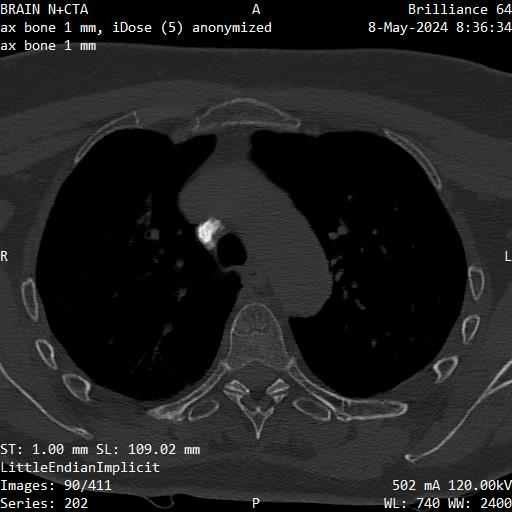 BRAIN N+CTA
ax bone 1 mm, iDose (5) anonymized
ax bone 1 mm
A
Brilliance 64
8-May-2024 8:36:34
R
L
ST: 1.00 mm SL: 109.02 mm
LittleEndianImplicit
Images: 90/411
Series: 202
P
502 mA 120.00kV
WL: 740 WW: 2400